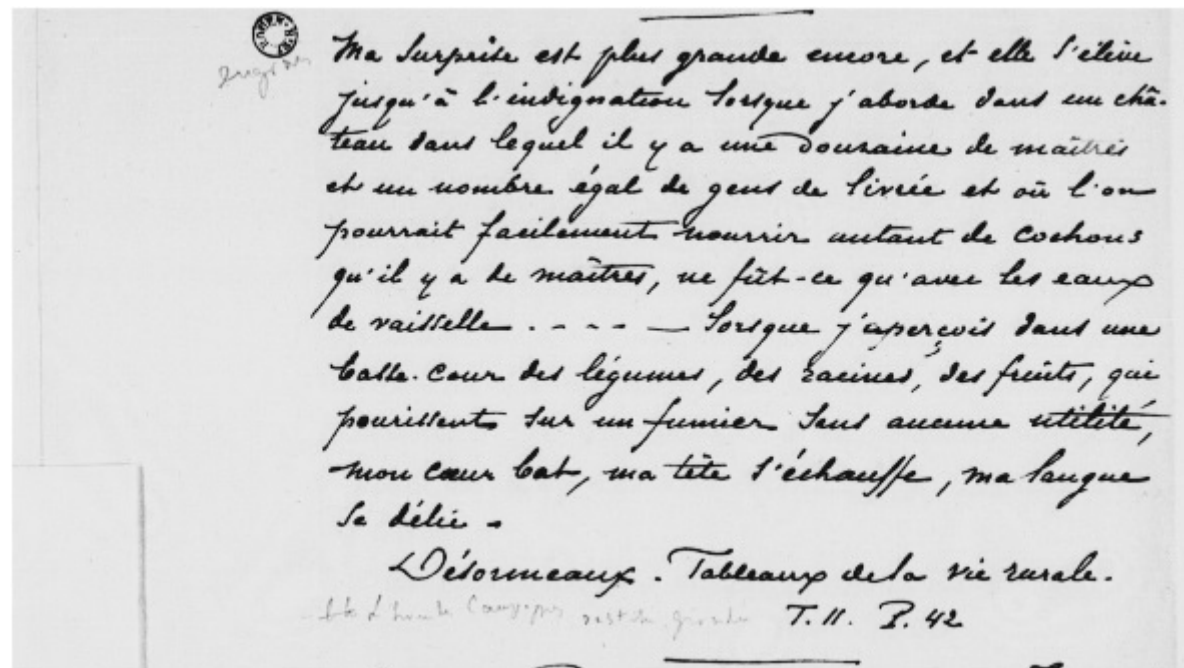 Ma surprise est plus grande encore, et elle s'élève
jusqu'à l'indignation lorsque j'aborde dans un châ-
teau dans lequel il y a une douzaine de maîtres
et un nombre égal de gens de livrée et où l'on
pourrait facilement nourrir autant de cochons
qu'il y a de maîtres, ne fût-ce qu'avec les eaux
de vaisselle . - - - — lorsque j'aperçois dans une
basse-cour des légumes, des racines, des fruits, qui
pourissent sur un fumier sans aucune utilité,
mon cœur bat, ma tête s'échauffe, ma langue
se délie.
Désormeaux. Tableaux de la vie rurale.
T. II. P. 42